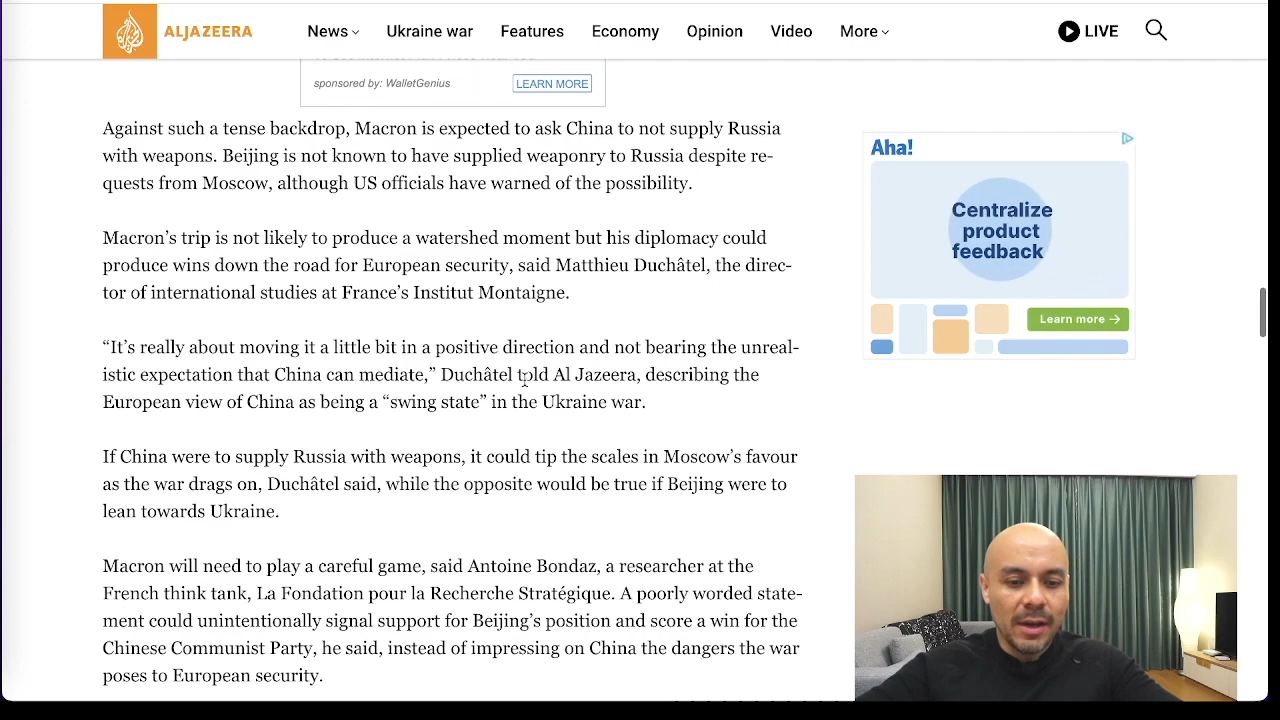 ALJAZEERA
News
Ukraine war
Features
Economy
Opinion
Video
More
LIVE
sponsored by: WalletGenius
LEARN MORE
Against such a tense backdrop, Macron is expected to ask China to not supply Russia
with weapons. Beijing is not known to have supplied weaponry to Russia despite re-
quests from Moscow, although US officials have warned of the possibility.
Macron’s trip is not likely to produce a watershed moment but his diplomacy could
produce wins down the road for European security, said Matthieu Duchâtel, the direc-
tor of international studies at France’s Institut Montaigne.
“It’s really about moving it a little bit in a positive direction and not bearing the unreal-
istic expectation that China can mediate,” Duchâtel told Al Jazeera, describing the
European view of China as being a “swing state” in the Ukraine war.
If China were to supply Russia with weapons, it could tip the scales in Moscow’s favour
as the war drags on, Duchâtel said, while the opposite would be true if Beijing were to
lean towards Ukraine.
Macron will need to play a careful game, said Antoine Bondaz, a researcher at the
French think tank, La Fondation pour la Recherche Stratégique. A poorly worded state-
ment could unintentionally signal support for Beijing’s position and score a win for the
Chinese Communist Party, he said, instead of impressing on China the dangers the war
poses to European security.
Aha!
Centralize
product
feedback
Learn more →